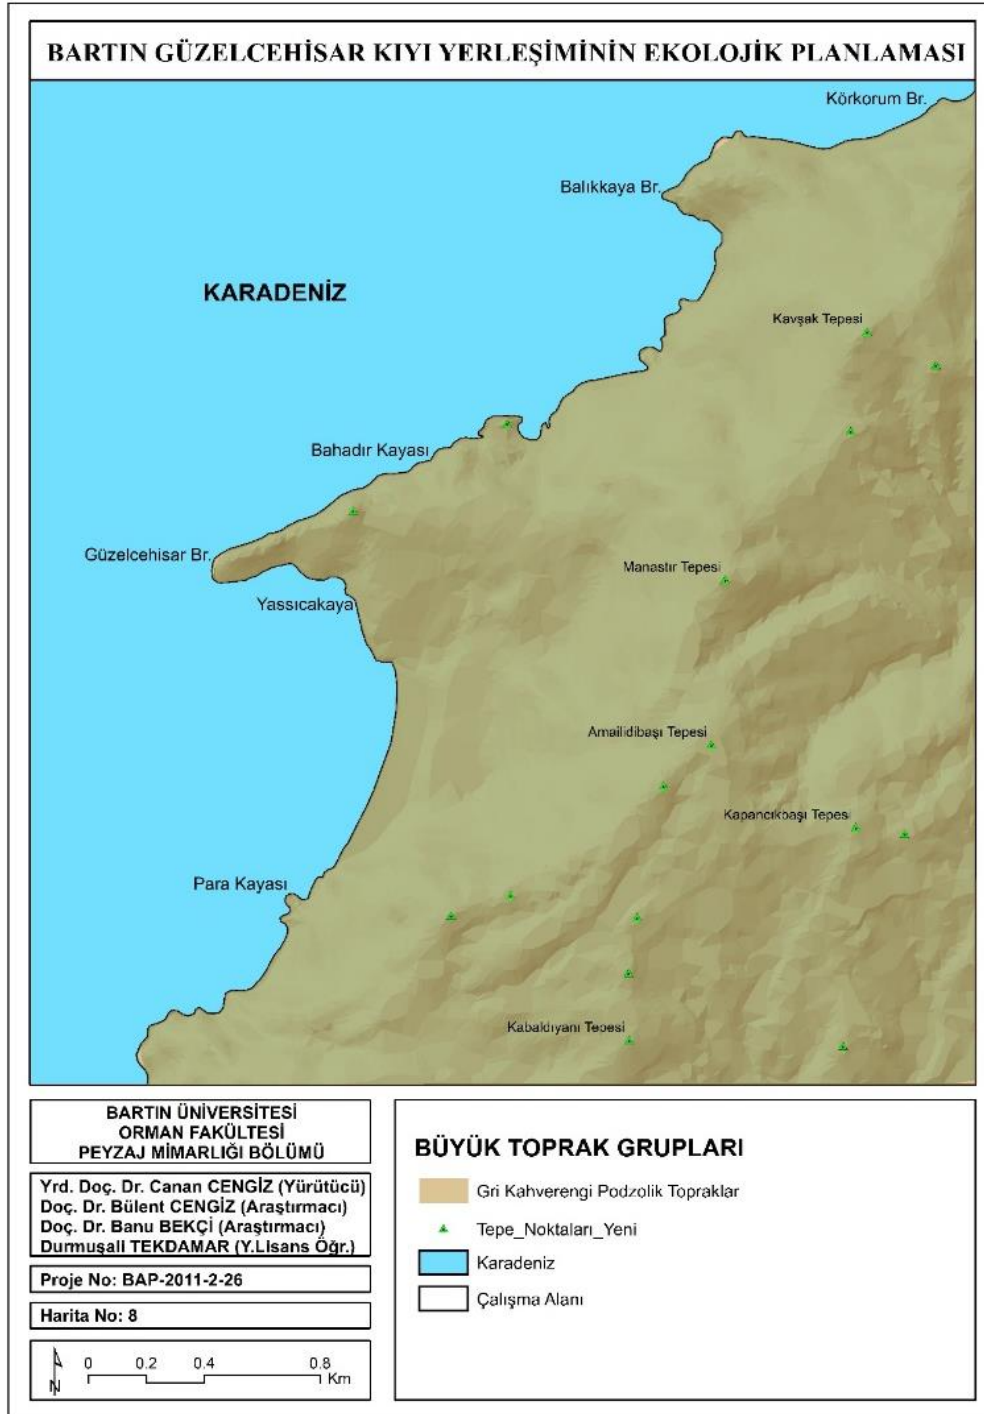 BARTIN GÜZELCEHİSAR KIYI YERLEŞİMİNİN EKOLOJİK PLANLAMASI
Körkorum Br.
Balıkkaya Br.
KARADENİZ
Kavşak Tepesi
Bahadır Kayası
Güzelcehisar Br.
Manastır Tepesi
Yassıcakaya
Amailidibaşı Tepesi
Kapancıkbaşı Tepesi
Para Kayası
Kabaldıyanı Tepesi
BARTIN ÜNİVERSİTESİ
ORMAN FAKÜLTESİ
PEYZAJ MİMARLIĞI BÖLÜMÜ
Yrd. Doç. Dr. Canan CENGİZ (Yürütücü)
Doç. Dr. Bülent CENGİZ (Araştırmacı)
Doç. Dr. Banu BEKÇİ (Araştırmacı)
Durmuşali TEKDAMAR (Y.Lisans Öğr.)
Proje No: BAP-2011-2-26
Harita No: 8
N
0 0.2 0.4 0.8
Km
BÜYÜK TOPRAK GRUPLARI
Gri Kahverengi Podzolik Topraklar
Tepe_Noktaları_Yeni
Karadeniz
Çalışma Alanı